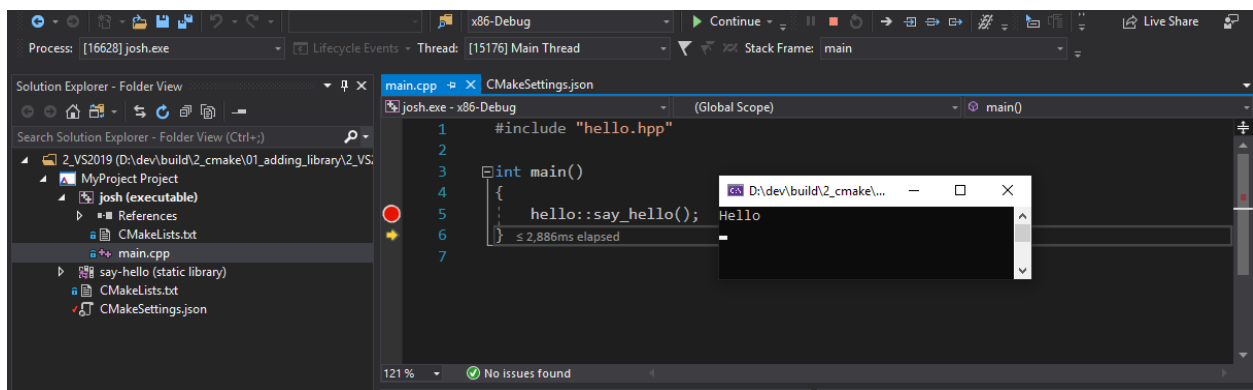 x86-Debug Continue Live Share
Process: [16628] josh.exe Lifecycle Events Thread: [15176] Main Thread Stack Frame: main
Solution Explorer - Folder View
main.cpp CMakeSettings.json
josh.exe - x86-Debug (Global Scope) main()
Search Solution Explorer - Folder View (Ctrl+;)
2_VS2019 (D:\dev\build\2_cmake\01_adding_library\2_VS
MyProject Project
josh (executable)
References
CMakeLists.txt
main.cpp
say-hello (static library)
CMakeLists.txt
CMakeSettings.json
1 #include "hello.hpp"
2
3 int main()
4 {
5 hello::say_hello();
6 } ≤ 2,886ms elapsed
7
D:\dev\build\2_cmake\...
Hello
121 % No issues found